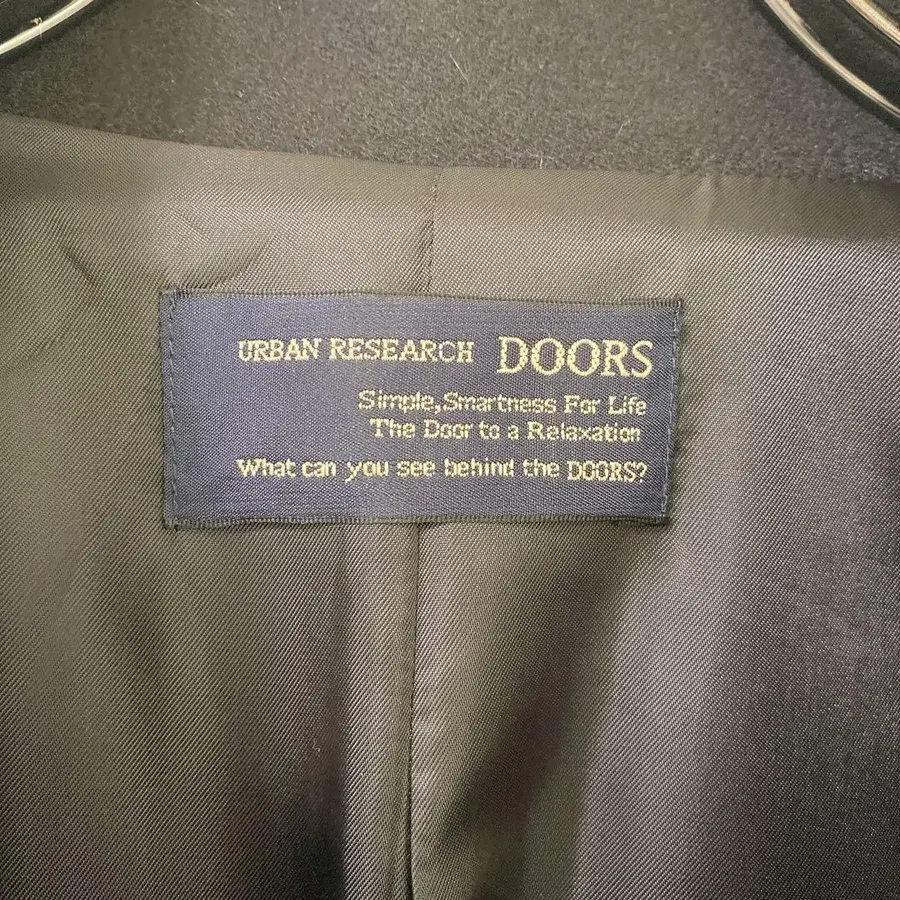 URBAN RESEARCH DOORS
Simple,Smartness For Life
The Door to a Relaxation
What can you see behind the DOORS?